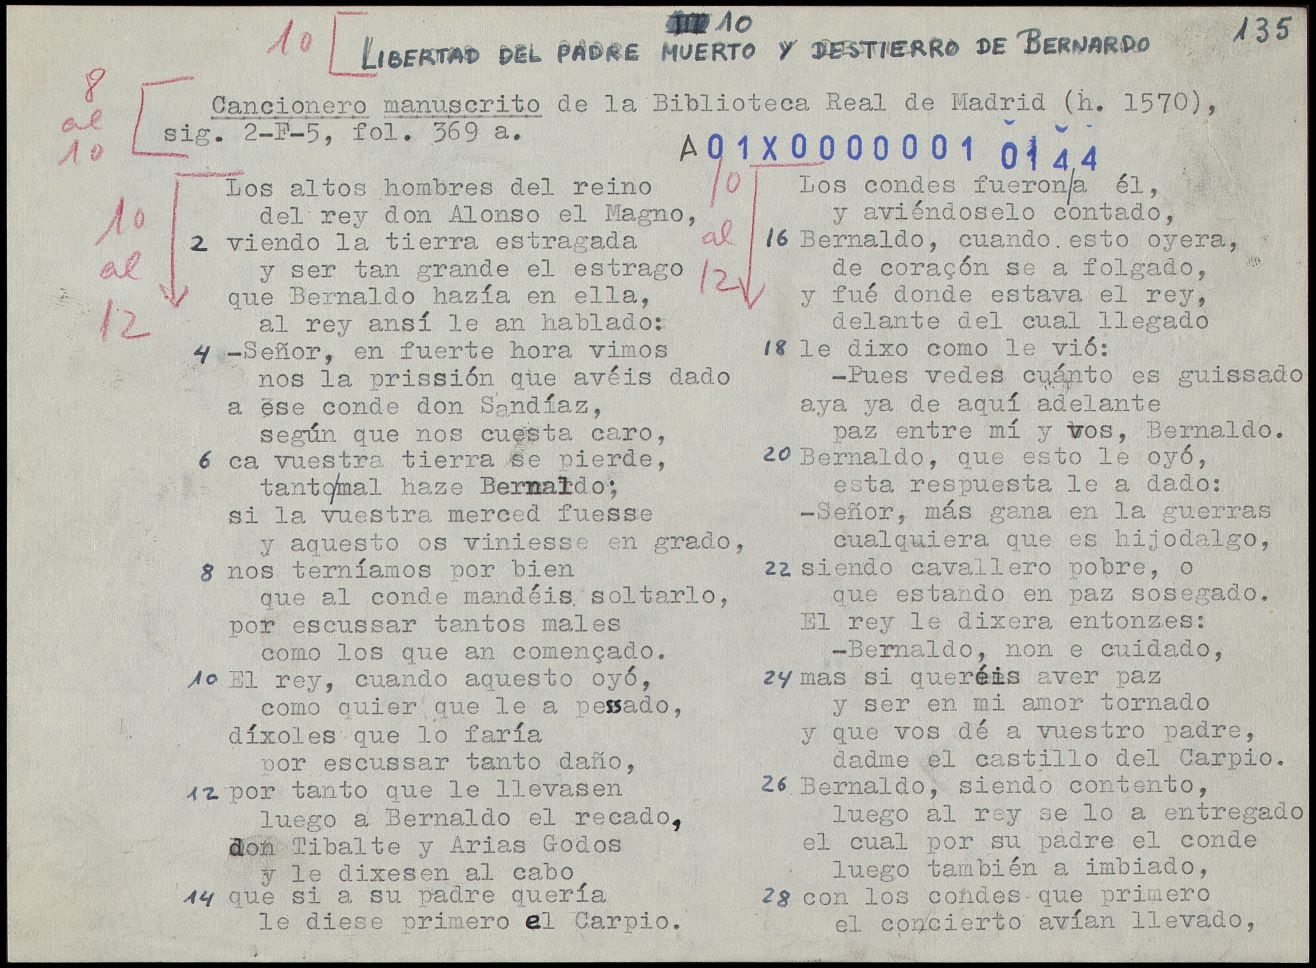 10
135
10
LIBERTAD DEL PADRE MUERTO Y DESTIERRO DE BERNARDO
8
al
10
Cancionero manuscrito de la Biblioteca Real de Madrid (h. 1570),
sig. 2-F-5, fol. 369 a.
A 01X0000001 0144
10
al
12
Los altos hombres del reino
del rey don Alonso el Magno,
2 viendo la tierra estragada
y ser tan grande el estrago
que Bernaldo hazía en ella,
al rey ansí le an hablado:
4 -Señor, en fuerte hora vimos
nos la prissión que avéis dado
a ese conde don Sandíaz,
según que nos cuesta caro,
6 ca vuestra tierra se pierde,
tanto/mal haze Bernaldo;
si la vuestra merced fuesse
y aquesto os viniesse en grado,
8 nos terníamos por bien
que al conde mandéis soltarlo,
por escussar tantos males
como los que an començado.
10 El rey, cuando aquesto oyó,
como quier que le a pessado,
díxoles que lo faría
por escussar tanto daño,
12 por tanto que le llevasen
luego a Bernaldo el recado,
don Tibalte y Arias Godos
y le dixesen al cabo
14 que si a su padre quería
le diese primero el Carpio.
10
al
12
Los condes fueron/a él,
y aviéndoselo contado,
16 Bernaldo, cuando esto oyera,
de coraçón se a folgado,
y fué donde estava el rey,
delante del cual llegado
18 le dixo como le vió:
-Pues vedes cuánto es guissado
aya ya de aquí adelante
paz entre mí y vos, Bernaldo.
20 Bernaldo, que esto le oyó,
esta respuesta le a dado:
-Señor, más gana en la guerras
cualquiera que es hijodalgo,
22 siendo cavallero pobre, o
que estando en paz sosegado.
El rey le dixera entonzes:
-Bernaldo, non e cuidado,
24 mas si queréis aver paz
y ser en mi amor tornado
y que vos dé a vuestro padre,
dadme el castillo del Carpio.
26 Bernaldo, siendo contento,
luego al rey se lo a entregado
el cual por su padre el conde
luego también a imbiado,
28 con los condes que primero
el concierto avían llevado,